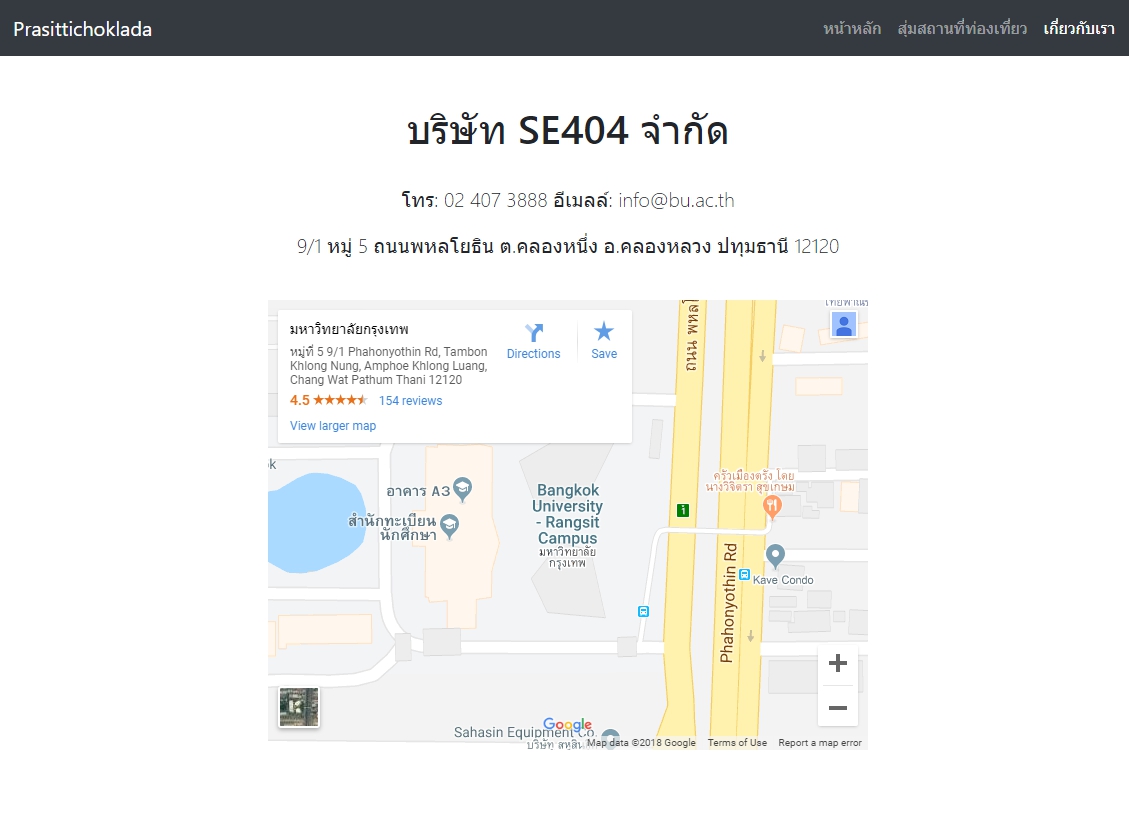 Prasittichoklada
หน้าหลัก สุ่มสถานที่ท่องเที่ยว เกี่ยวกับเรา
บริษัท SE404 จำกัด
โทร: 02 407 3888 อีเมลล์: info@bu.ac.th
9/1 หมู่ 5 ถนนพหลโยธิน ต.คลองหนึ่ง อ.คลองหลวง ปทุมธานี 12120
มหาวิทยาลัยกรุงเทพ
หมู่ที่ 5 9/1 Phahonyothin Rd, Tambon
Khlong Nung, Amphoe Khlong Luang,
Chang Wat Pathum Thani 12120
4.5 154 reviews
View larger map
Directions
Save
ถนน พหลโ
อาคาร A3
สำนักทะเบียน
นักศึกษา
Bangkok
University
- Rangsit
Campus
มหาวิทยาลัย
กรุงเทพ
ครัวเมืองตรัง โดย
นางวิจิตรา สุขเกษม
Kave Condo
Phahonyothin Rd
Sahasin Equipment Co.
Google
Map data ©2018 Google Terms of Use Report a map error